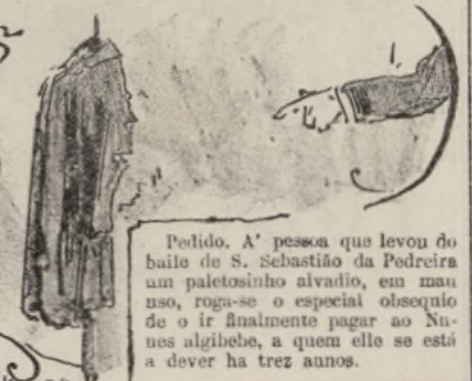 Pedido. A' pessoa que levou do
baile de S. Sebastião da Pedreira
um paletosinho alvadio, em mau
uso, roga-se o especial obsequio
de o ir finalmente pagar ao Nu-
nes algibebe, a quem elle se está
a dever ha trez annos.